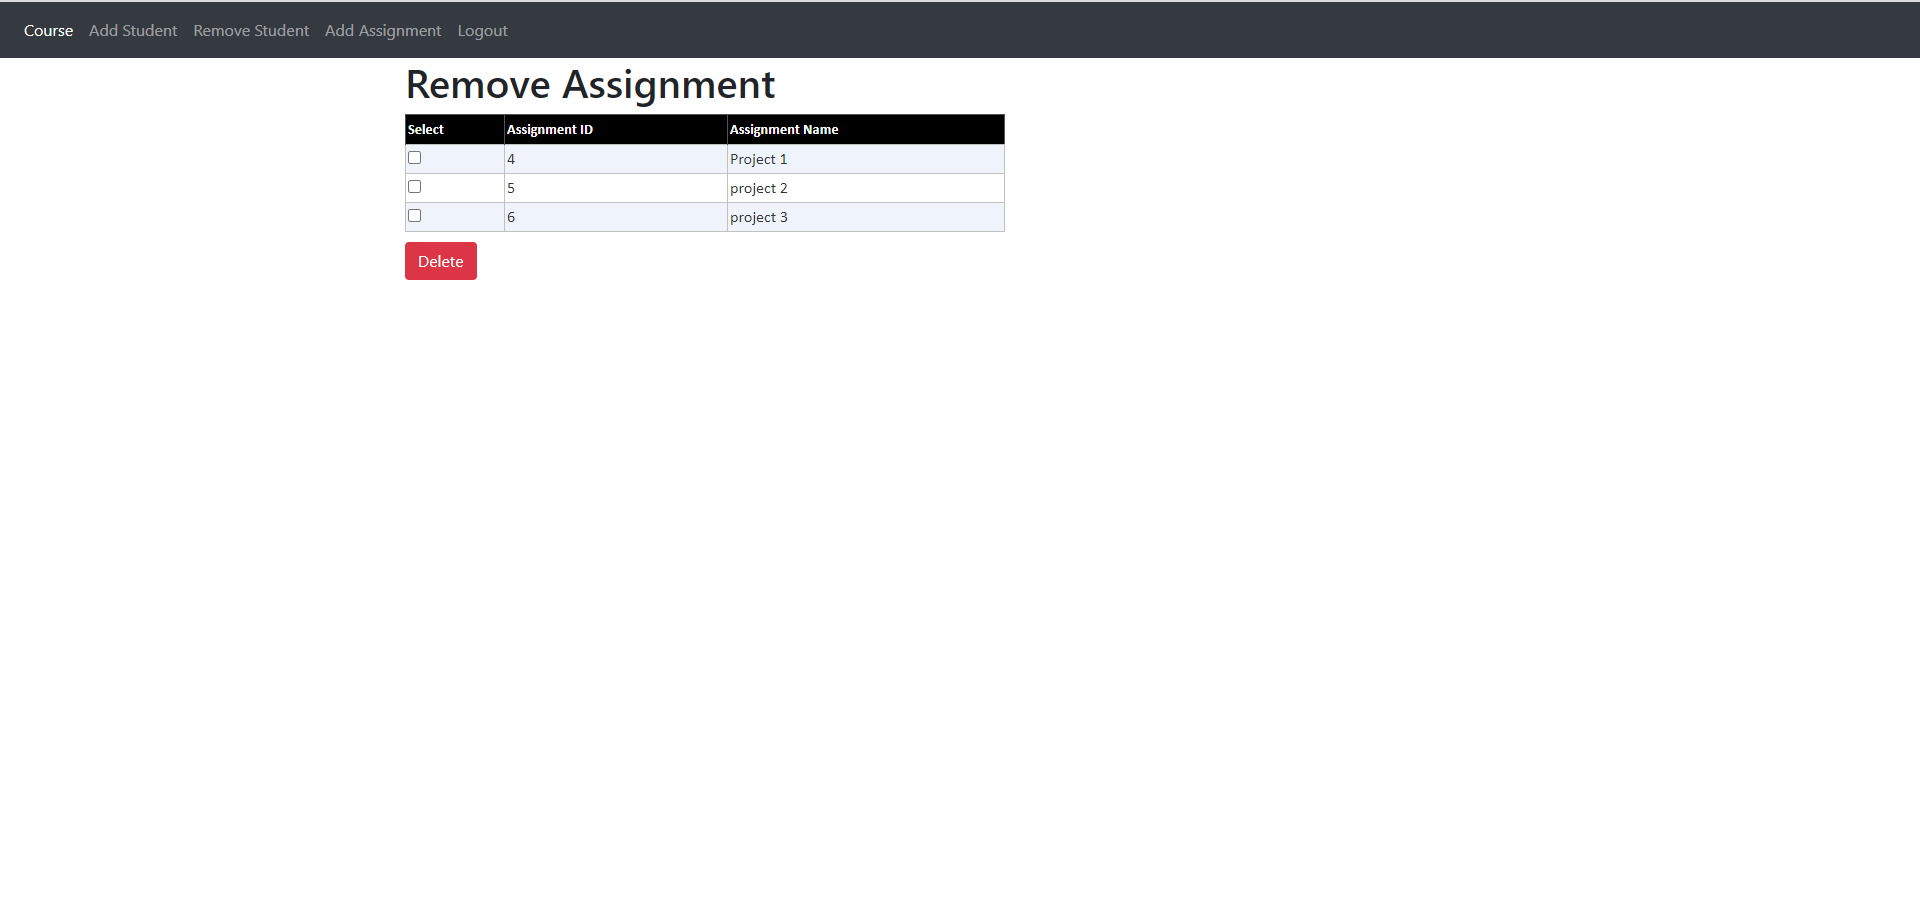 Course Add Student Remove Student Add Assignment Logout
Remove Assignment
Select Assignment ID Assignment Name
4 Project 1
5 project 2
6 project 3
Delete